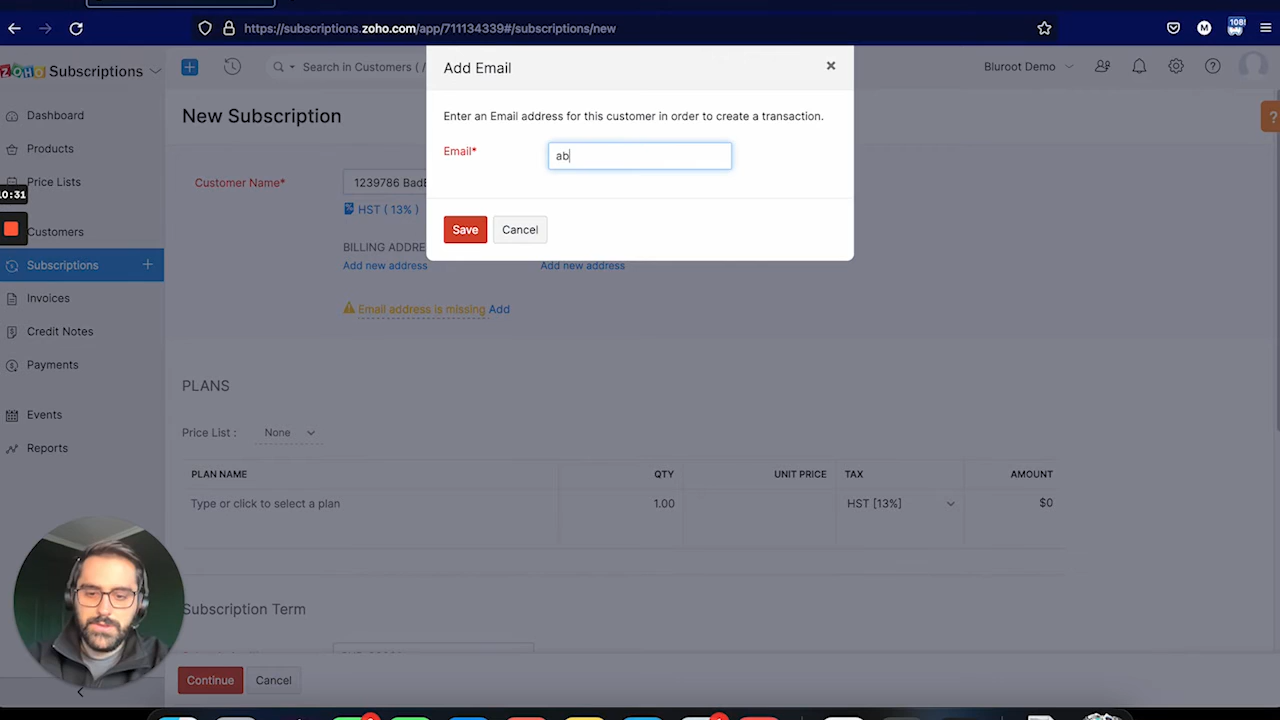 https://subscriptions.zoho.com/app/711134339#/subscriptions/new
M
108!
ZOHO Subscriptions
Search in Customers ( /
Bluroot Demo
Add Email
×
Enter an Email address for this customer in order to create a transaction.
Email*
ab
Save
Cancel
Dashboard
Products
Price Lists
10:31
Customers
Subscriptions
+
Invoices
Credit Notes
Payments
Events
Reports
New Subscription
?
Customer Name*
1239786
HST ( 13% )
BILLING
Add new address
Add new address
Email address is missing Add
PLANS
Price List :
None
PLAN NAME
QTY
UNIT PRICE
TAX
AMOUNT
Type or click to select a plan
1.00
HST [13%]
$0
Subscription Term
Continue
Cancel